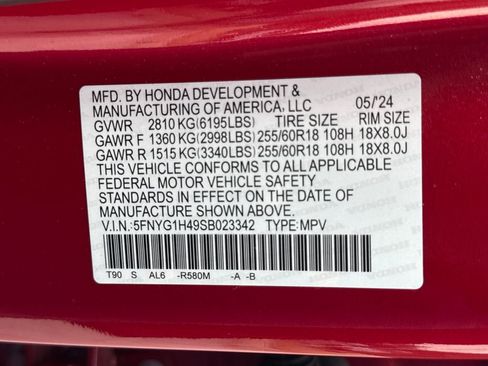 MFD. BY HONDA DEVELOPMENT &
MANUFACTURING OF AMERICA, LLC 05/'24
GVWR 2810 KG(6195LBS) TIRE SIZE RIM SIZE
GAWR F 1360 KG(2998LBS) 255/60R18 108H 18X8.0J
GAWR R 1515 KG(3340LBS) 255/60R18 108H 18X8.0J
THIS VEHICLE CONFORMS TO ALL APPLICABLE
FEDERAL MOTOR VEHICLE SAFETY
STANDARDS IN EFFECT ON THE DATE OF
MANUFACTURE SHOWN ABOVE.
V.I.N.: 5FNYG1H49SB023342 TYPE: MPV
T90 S AL6 -R580M -A -B